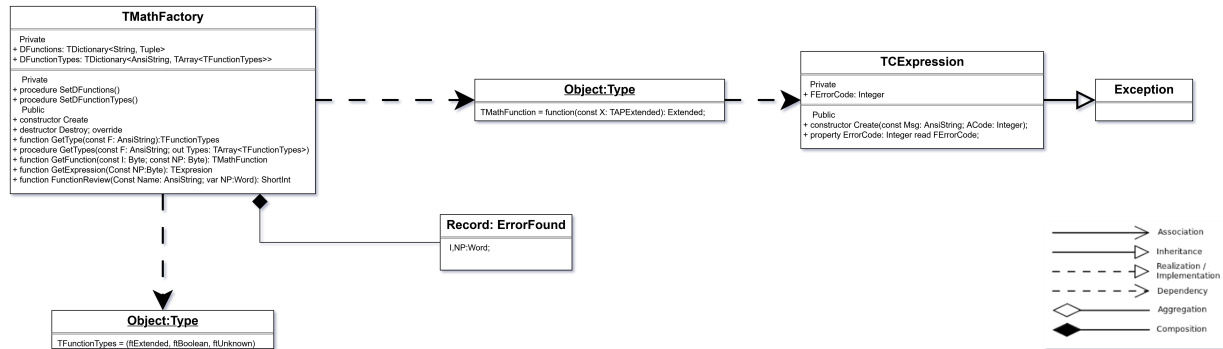 TMathFactory
Private
+ DFunctions: TDictionary<String, Tuple>
+ DFunctionTypes: TDictionary<AnsiString, TArray<TFunctionTypes>>
Private
+ procedure SetDFunctions()
+ procedure SetDFunctionTypes()
Public
+ constructor Create
+ destructor Destroy; override
+ function GetType(const F: AnsiString):TFunctionTypes
+ procedure GetTypes(const F: AnsiString; out Types: TArray<TFunctionTypes>)
+ function GetFunction(const I: Byte; const NP: Byte): TMathFunction
+ function GetExpression(Const NP:Byte): TExpresion
+ function FunctionReview(Const Name: AnsiString; var NP:Word): ShortInt
Object:Type
TMathFunction = function(const X: TAPExtended): Extended;
TCExpression
Private
+ FErrorCode: Integer
Public
+ constructor Create(const Msg: AnsiString; ACode: Integer);
+ property ErrorCode: Integer read FErrorCode;
Exception
Record: ErrorFound
I,NP:Word;
Object:Type
TFunctionTypes = (ftExtended, ftBoolean, ftUnknown)
Association
Inheritance
Realization /
Implementation
Dependency
Aggregation
Composition